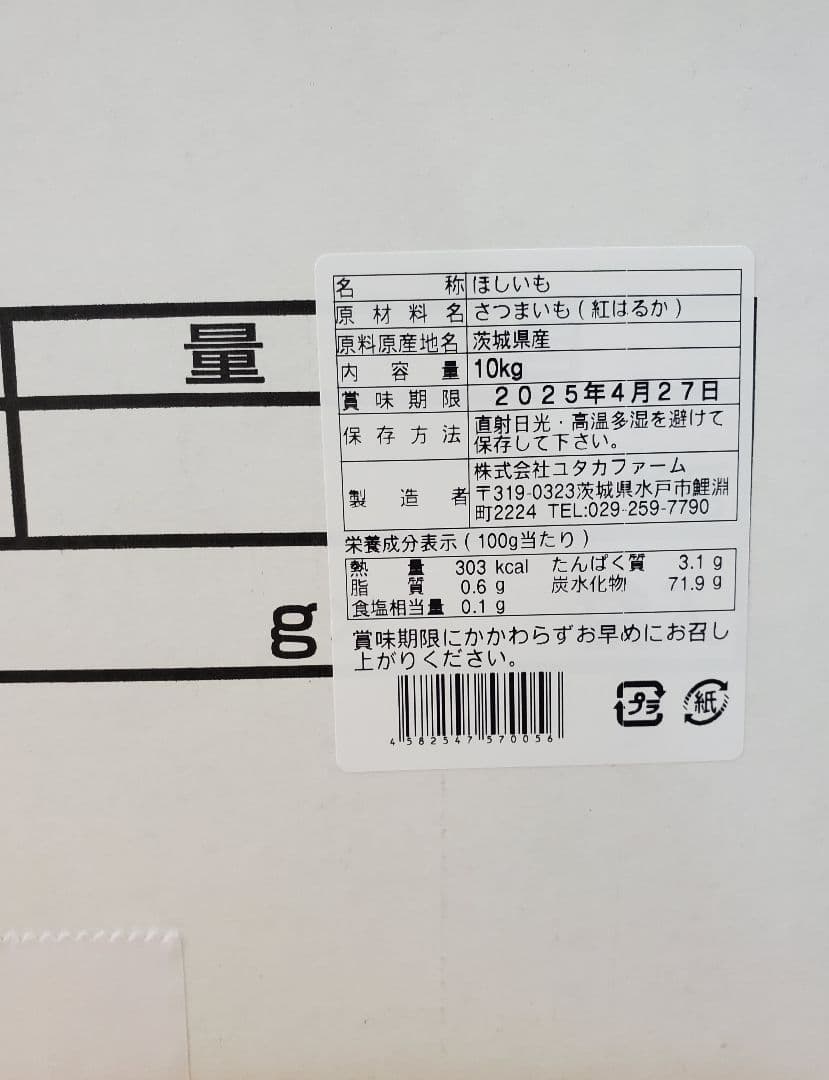 量
g
名称 ほしいも
原材料名 さつまいも(紅はるか)
原料原産地名 茨城県産
内容量 10kg
賞味期限 2025年4月27日
保存方法 直射日光・高温多湿を避けて
保存して下さい。
製造者 株式会社ユタカファーム
〒319-0323茨城県水戸市鯉淵
町2224 TEL:029-259-7790
栄養成分表示(100g当たり)
熱量 303 kcal たんぱく質 3.1 g
脂質 0.6 g 炭水化物 71.9 g
食塩相当量 0.1 g
賞味期限にかかわらずお早めにお召し
上がりください。
4582547570056
プラ 紙